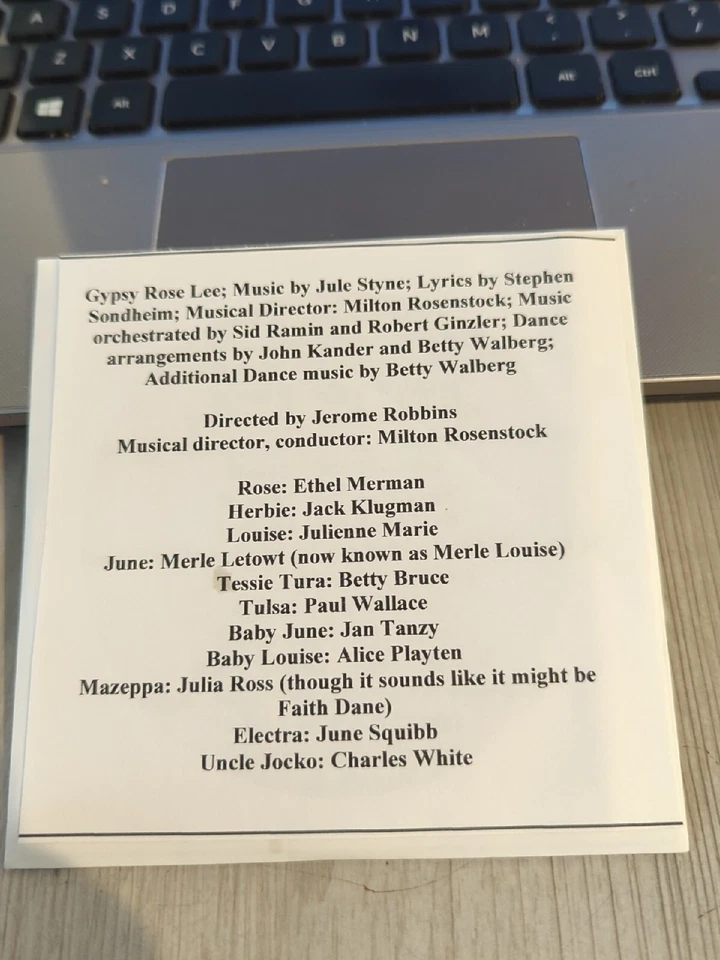 A S D F G
Z X C V B N M < > ? /
Alt Alt Ctrl
Gypsy Rose Lee; Music by Jule Styne; Lyrics by Stephen
Sondheim; Musical Director: Milton Rosenstock; Music
orchestrated by Sid Ramin and Robert Ginzler; Dance
arrangements by John Kander and Betty Walberg;
Additional Dance music by Betty Walberg
Directed by Jerome Robbins
Musical director, conductor: Milton Rosenstock
Rose: Ethel Merman
Herbie: Jack Klugman
Louise: Julienne Marie
June: Merle Letowt (now known as Merle Louise)
Tessie Tura: Betty Bruce
Tulsa: Paul Wallace
Baby June: Jan Tanzy
Baby Louise: Alice Playten
Mazeppa: Julia Ross (though it sounds like it might be
Faith Dane)
Electra: June Squibb
Uncle Jocko: Charles White